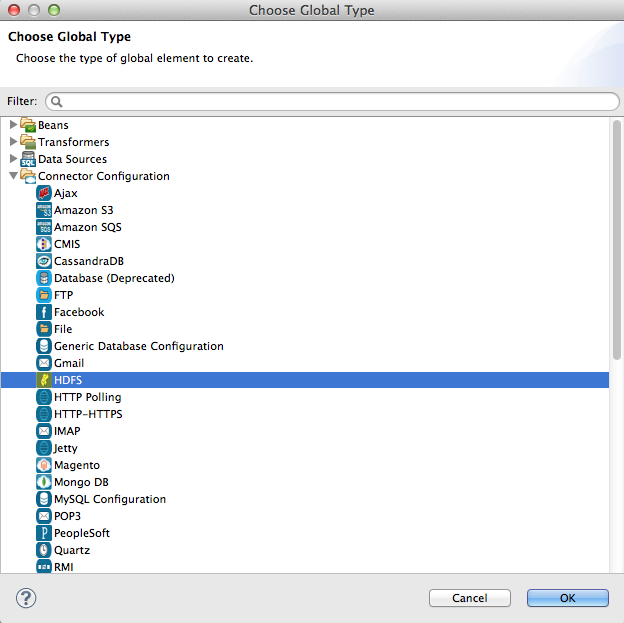 Choose Global Type
Choose Global Type
Choose the type of global element to create.
Filter:
Beans
Transformers
SQL Data Sources
Connector Configuration
Ajax
Amazon S3
Amazon SQS
CMIS
CassandraDB
Database (Deprecated)
FTP
f Facebook
File
Generic Database Configuration
Gmail
HDFS
HTTP Polling
HTTP-HTTPS
IMAP
Jetty
Magento
Mongo DB
MySQL Configuration
POP3
P PeopleSoft
Quartz
RMI
? Cancel OK